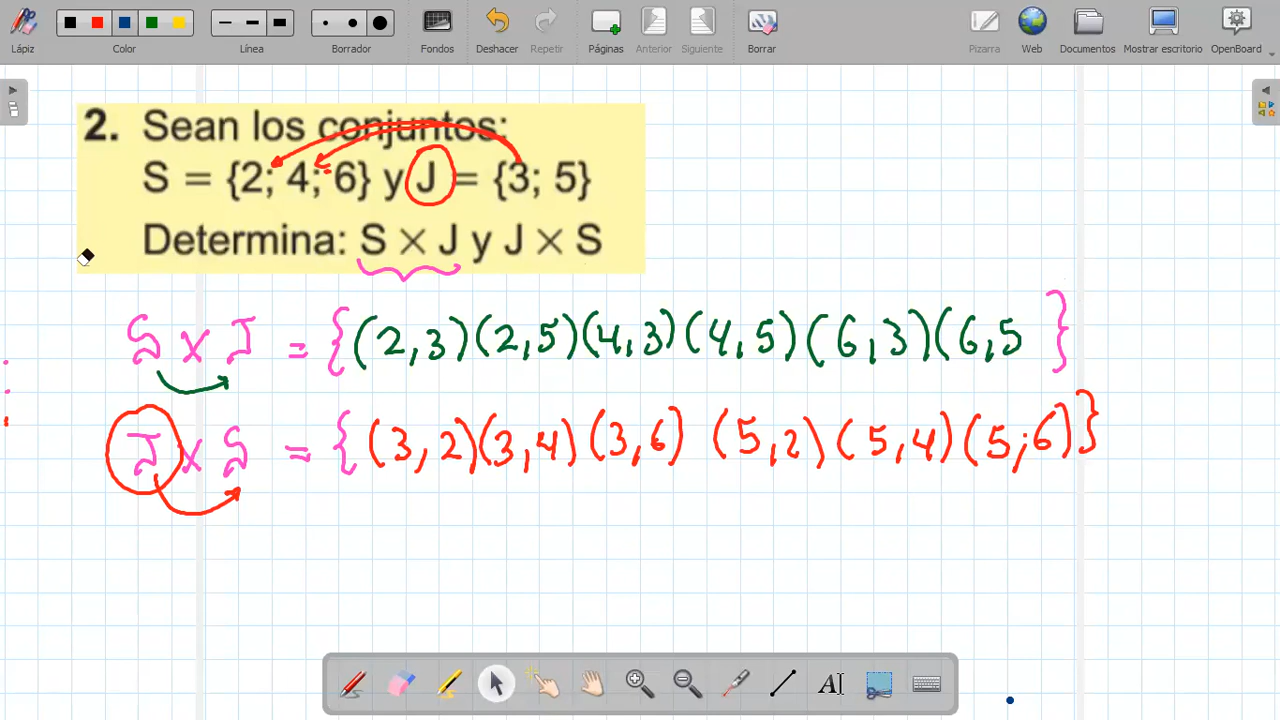 Lápiz Color Línea Borrador Fondos Deshacer Repetir Páginas Anterior Siguiente Borrar Pizarra Web Documentos Mostrar escritorio OpenBoard
2. Sean los conjuntos:
S = {2; 4; 6} y J = {3; 5}
Determina: S × J y J × S
S x J = {(2,3)(2,5)(4,3)(4,5)(6,3)(6,5}
J x S = {(3,2)(3,4)(3,6) (5,2)(5,4)(5;6)}
AI